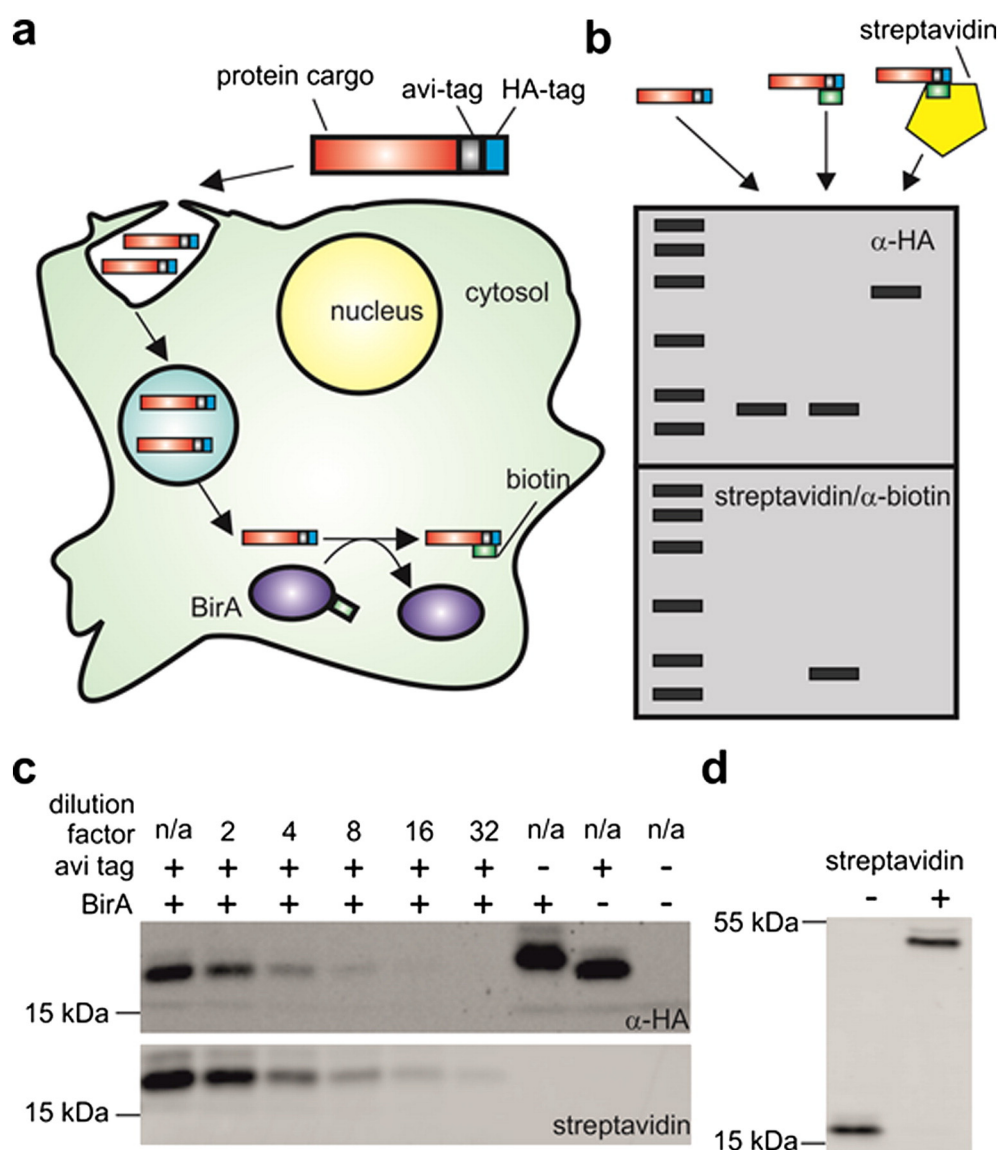 a
protein cargo
avi-tag
HA-tag
nucleus
cytosol
biotin
BirA
b
streptavidin
α-HA
streptavidin/α-biotin
c
dilution
factor n/a 2 4 8 16 32 n/a n/a n/a
avi tag + + + + + + - + -
BirA + + + + + + + - -
15 kDa
α-HA
15 kDa
streptavidin
d
streptavidin
- +
55 kDa
15 kDa